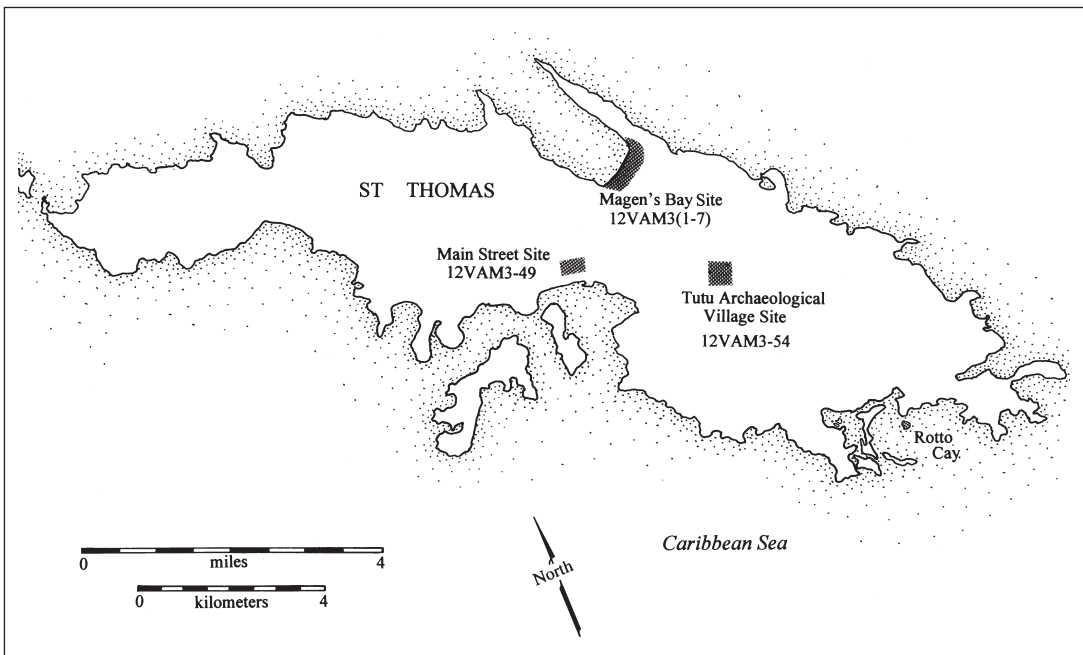 ST THOMAS
Magen's Bay Site
12VAM3(1-7)
Main Street Site
12VAM3-49
Tutu Archaeological
Village Site
12VAM3-54
Rotto
Cay
Caribbean Sea
North
0 miles 4
0 kilometers 4